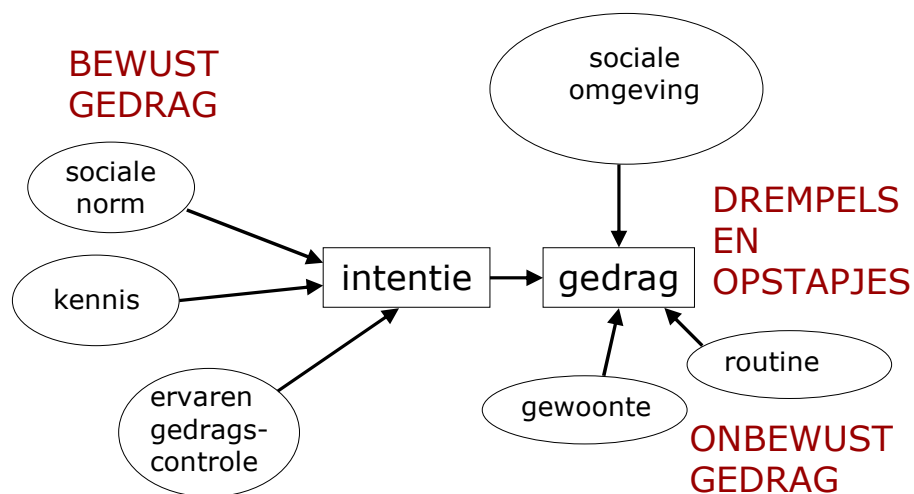 BEWUST
GEDRAG
sociale
omgeving
sociale
norm
DREMPELS
EN
OPSTAPJES
intentie
gedrag
kennis
routine
ervaren
gedrags-
controle
gewoonte
ONBEWUST
GEDRAG